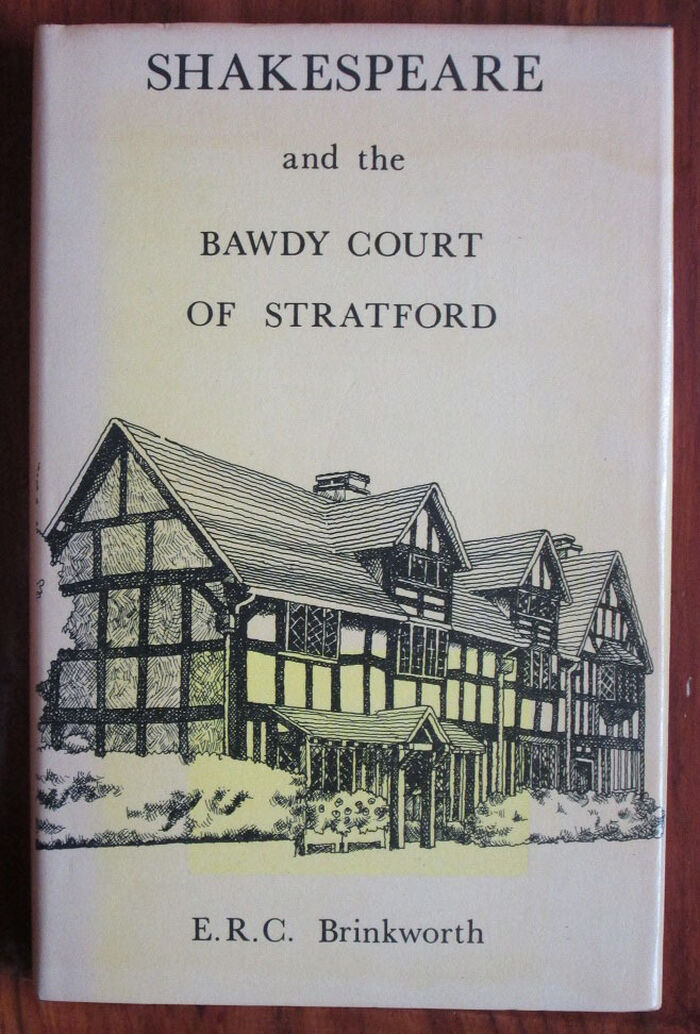 SHAKESPEARE
and the
BAWDY COURT
OF STRATFORD
E.R.C. Brinkworth